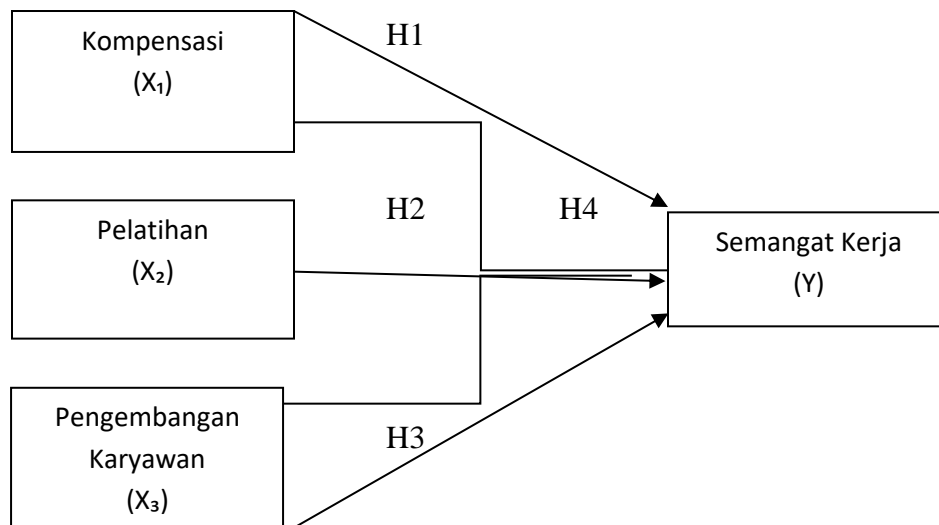 Kompensasi
(X₁)
H1
Pelatihan
(X₂)
H2
H4
Semangat Kerja
(Y)
Pengembangan
Karyawan
(X₃)
H3